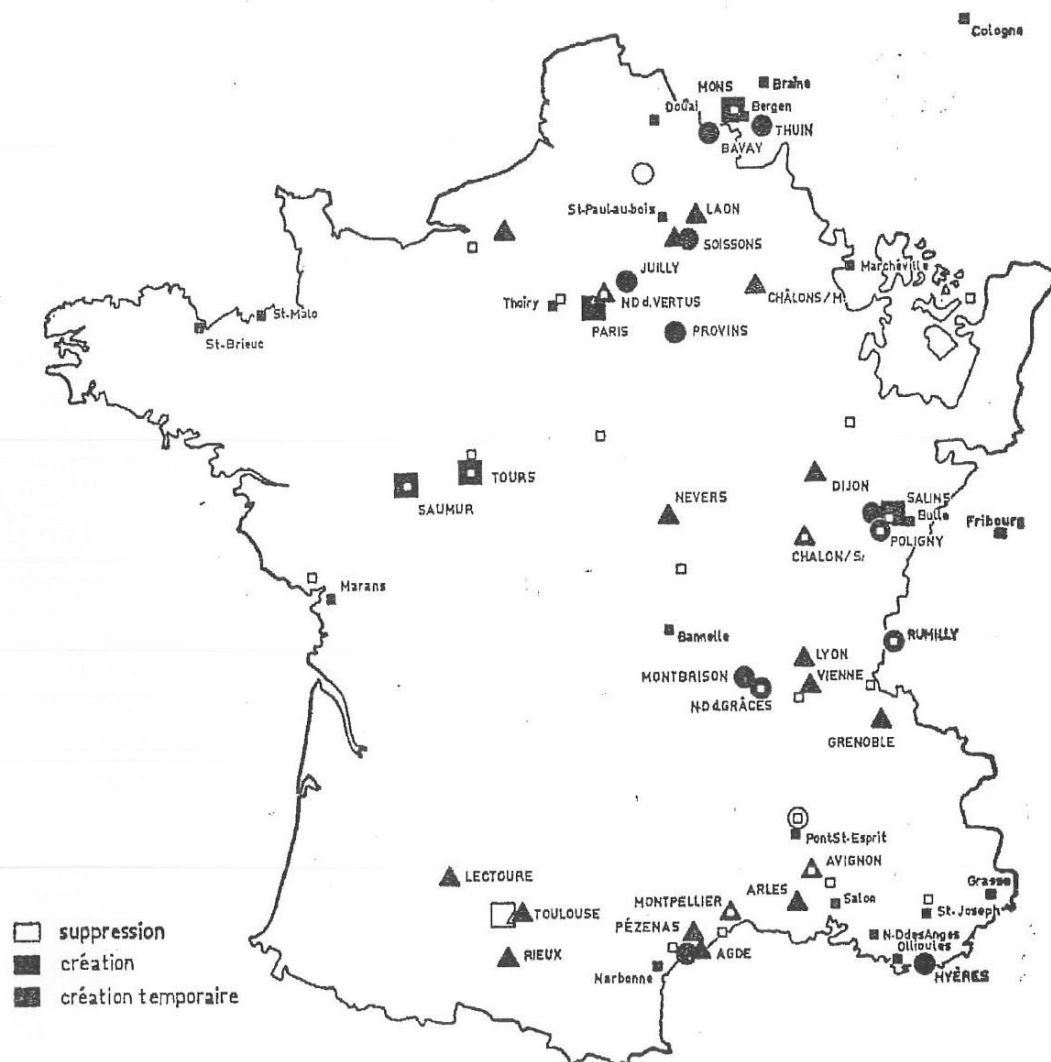 Cologne
Braine
MONS
Bergen
Douai
THUIN
BAVAY
St-Paul-au-bois
LAON
SOISSONS
JUILLY
Marchéville
CHÂLONS/M.
Thoiry
N.D d.VERTUS
PARIS
PROVINS
St-Malo
St-Brieuc
TOURS
SAUMUR
NEVERS
DIJON
SALINS
Bulle
Fribourg
POLIGNY
CHALON/S.
Marans
Bannelle
RUMILLY
LYON
MONTBRISON
VIENNE
N-D d.GRÂCES
GRENOBLE
Pont-St-Esprit
AVIGNON
LECTOURE
ARLES
Salon
Grasse
St-Joseph
MONTPELLIER
TOULOUSE
PÉZENAS
N-DdesAnges
Ollioules
RIEUX
AGDE
Narbonne
HYÈRES
suppression
création
création temporaire